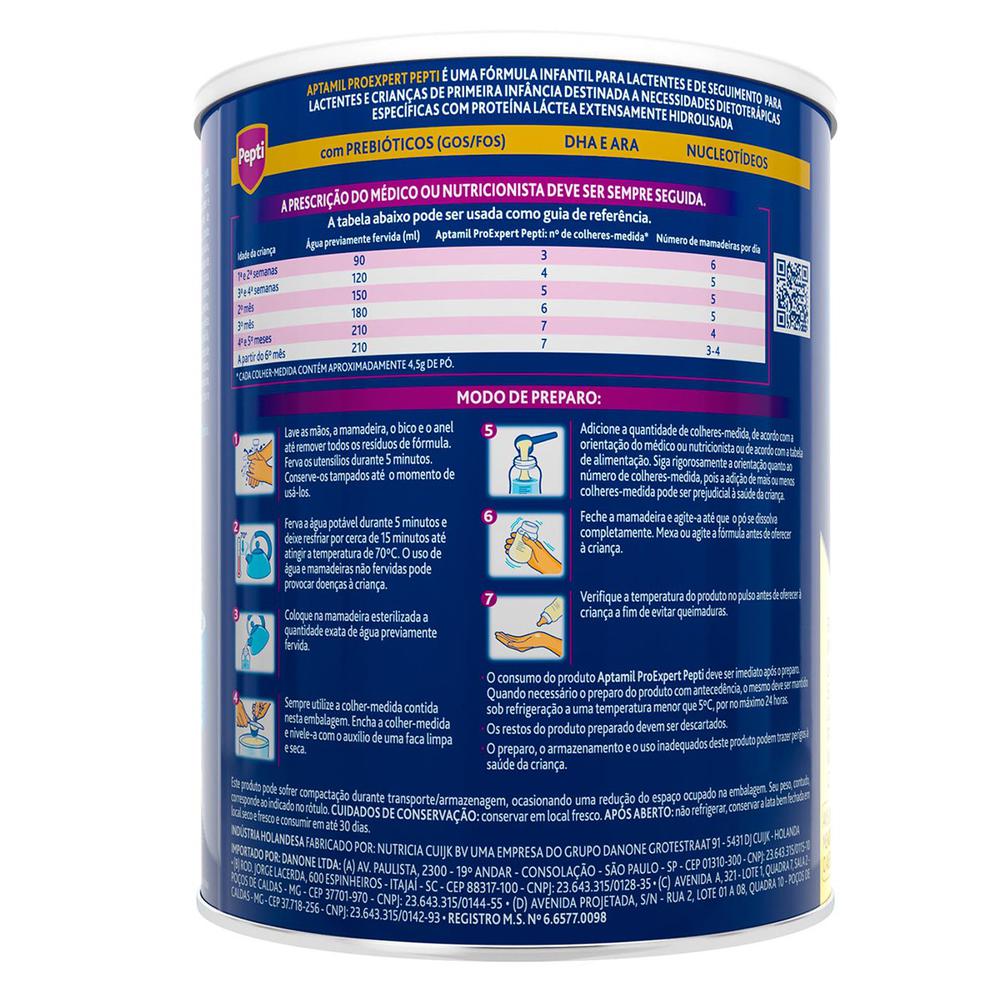 APTAMIL PROEXPERT PEPTI É UMA FÓRMULA INFANTIL PARA LACTENTES E DE SEGUIMENTO PARA
LACTENTES E CRIANÇAS DE PRIMEIRA INFÂNCIA DESTINADA A NECESSIDADES DIETOTERÁPICAS
ESPECÍFICAS COM PROTEÍNA LÁCTEA EXTENSAMENTE HIDROLISADA
Pepti
com PREBIÓTICOS (GOS/FOS) DHA E ARA NUCLEOTÍDEOS
A PRESCRIÇÃO DO MÉDICO OU NUTRICIONISTA DEVE SER SEMPRE SEGUIDA.
A tabela abaixo pode ser usada como guia de referência.
Idade da criança Água previamente fervida (ml) Aptamil ProExpert Pepti: nº de colheres-medida* Número de mamadeiras por dia
1ª e 2ª semanas 90 3 6
3ª e 4ª semanas 120 4 5
2º mês 150 5 5
3º mês 180 6 5
4º e 5º meses 210 7 4
A partir do 6º mês 210 7 3-4
* CADA COLHER-MEDIDA CONTÉM APROXIMADAMENTE 4,5g DE PÓ.
MODO DE PREPARO:
1
Lave as mãos, a mamadeira, o bico e o anel
até remover todos os resíduos de fórmula.
Ferva os utensílios durante 5 minutos.
Conserve-os tampados até o momento de
usá-los.
2
Ferva a água potável durante 5 minutos e
deixe resfriar por cerca de 15 minutos até
atingir a temperatura de 70ºC. O uso de
água e mamadeiras não fervidas pode
provocar doenças à criança.
3
Coloque na mamadeira esterilizada a
quantidade exata de água previamente
fervida.
4
Sempre utilize a colher-medida contida
nesta embalagem. Encha a colher-medida
e nivele-a com o auxílio de uma faca limpa
e seca.
5
Adicione a quantidade de colheres-medida, de acordo com a
orientação do médico ou nutricionista ou de acordo com a tabela
de alimentação. Siga rigorosamente a orientação quanto ao
número de colheres-medida, pois a adição de mais ou menos
colheres-medida pode ser prejudicial à saúde da criança.
6
Feche a mamadeira e agite-a até que o pó se dissolva
completamente. Mexa ou agite a fórmula antes de oferecer
à criança.
7
Verifique a temperatura do produto no pulso antes de oferecer à
criança a fim de evitar queimaduras.
· O consumo do produto Aptamil ProExpert Pepti deve ser imediato após o preparo.
Quando necessário o preparo do produto com antecedência, o mesmo deve ser mantido
sob refrigeração a uma temperatura menor que 5ºC, por no máximo 24 horas.
· Os restos do produto preparado devem ser descartados.
· O preparo, o armazenamento e o uso inadequados deste produto podem trazer perigos à
saúde da criança.
Este produto pode sofrer compactação durante transporte/armazenagem, ocasionando uma redução do espaço ocupado na embalagem. Seu peso, contudo,
corresponde ao indicado no rótulo. CUIDADOS DE CONSERVAÇÃO: conservar em local fresco. APÓS ABERTO: não refrigerar, conservar a lata bem fechada em
local seco e fresco e consumir em até 30 dias.
INDÚSTRIA HOLANDESA FABRICADO POR: NUTRICIA CUIJK BV UMA EMPRESA DO GRUPO DANONE GROTESTRAAT 91 - 5431 DJ CUIJK - HOLANDA
IMPORTADO POR: DANONE LTDA: (A) AV. PAULISTA, 2300 - 19º ANDAR - CONSOLAÇÃO - SÃO PAULO - SP - CEP 01310-300 - CNPJ: 23.643.315/0115-10
• (B) ROD. JORGE LACERDA, 600 ESPINHEIROS - ITAJAÍ - SC - CEP 88317-100 - CNPJ: 23.643.315/0128-35 • (C) AVENIDA A, 321 - LOTE 1, QUADRA T, SALA 2 -
POÇOS DE CALDAS - MG - CEP 37701-970 - CNPJ: 23.643.315/0144-55 • (D) AVENIDA PROJETADA, S/N - RUA 2, LOTE 01 A 08, QUADRA 10 - POÇOS DE
CALDAS - MG - CEP 37.718-256 - CNPJ: 23.643.315/0142-93 • REGISTRO M.S. Nº 6.6577.0098